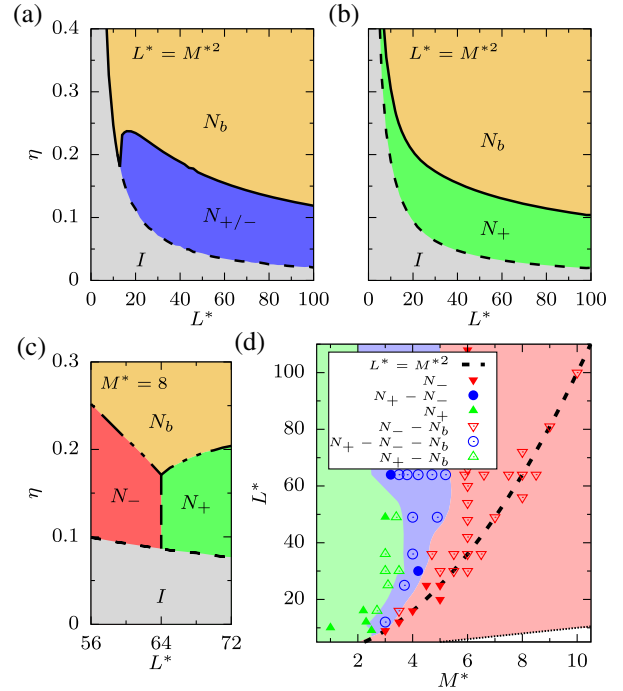 (a)
L* = M*²
N_b
N_{+/−}
I
η
0.4
0.3
0.2
0.1
0
0 20 40 60 80 100
L*
(b)
L* = M*²
N_b
N_+
I
0 20 40 60 80 100
L*
(c)
M* = 8
N_b
N_−
N_+
I
η
0.3
0.2
0.1
0
56 64 72
L*
(d)
L* = M*²
N_−
N_+ − N_−
N_+
N_− − N_b
N_+ − N_− − N_b
N_+ − N_b
L*
100
80
60
40
20
2 4 6 8 10
M*